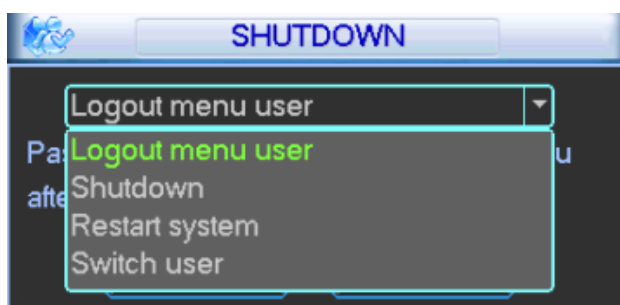 SHUTDOWN
Logout menu user
Logout menu user
Shutdown
Restart system
Switch user